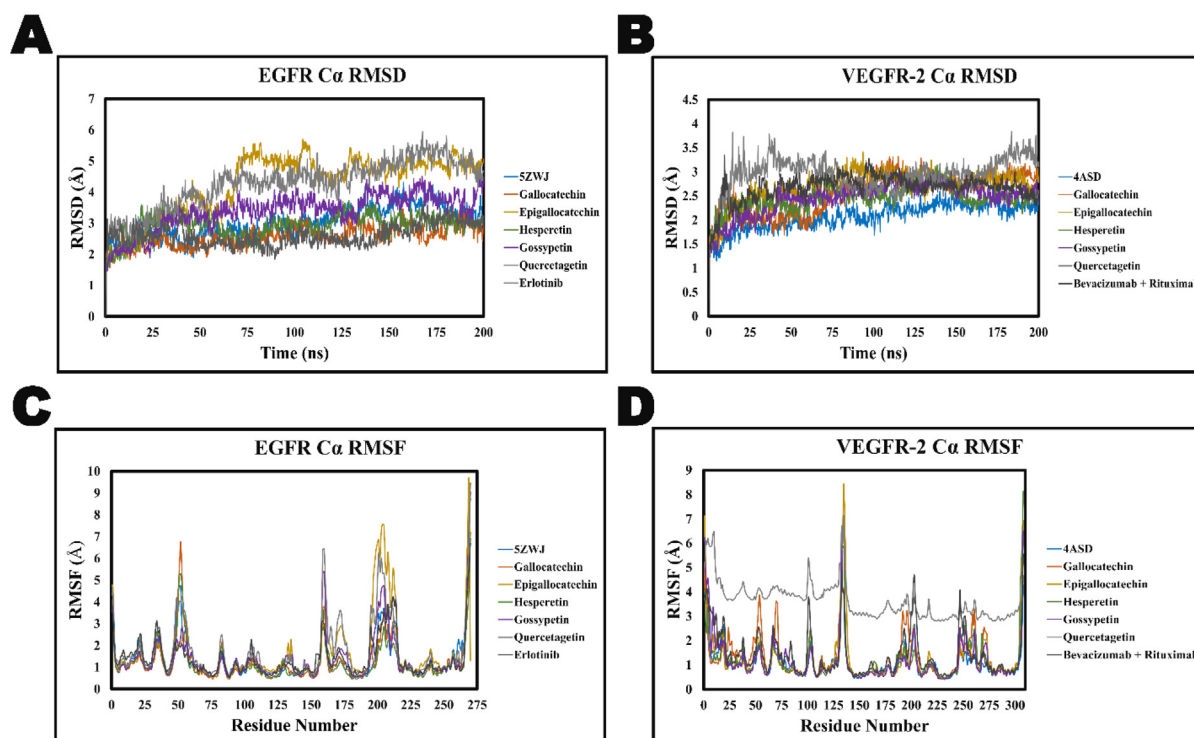 A
EGFR Cα RMSD
7
6
5
4
3
2
1
0
RMSD (Å)
0 25 50 75 100 125 150 175 200
Time (ns)
5ZWJ
Gallocatechin
Epigallocatechin
Hesperetin
Gossypetin
Quercetagetin
Erlotinib
B
VEGFR-2 Cα RMSD
4.5
4
3.5
3
2.5
2
1.5
1
0.5
0
RMSD (Å)
0 25 50 75 100 125 150 175 200
Time (ns)
4ASD
Gallocatechin
Epigallocatechin
Hesperetin
Gossypetin
Quercetagetin
Bevacizumab + Rituximal
C
EGFR Cα RMSF
10
9
8
7
6
5
4
3
2
1
0
RMSF (Å)
0 25 50 75 100 125 150 175 200 225 250 275
Residue Number
5ZWJ
Gallocatechin
Epigallocatechin
Hesperetin
Gossypetin
Quercetagetin
Erlotinib
D
VEGFR-2 Cα RMSF
9
8
7
6
5
4
3
2
1
0
RMSF (Å)
0 25 50 75 100 125 150 175 200 225 250 275 300
Residue Number
4ASD
Gallocatechin
Epigallocatechin
Hesperetin
Gossypetin
Quercetagetin
Bevacizumab + Rituximal